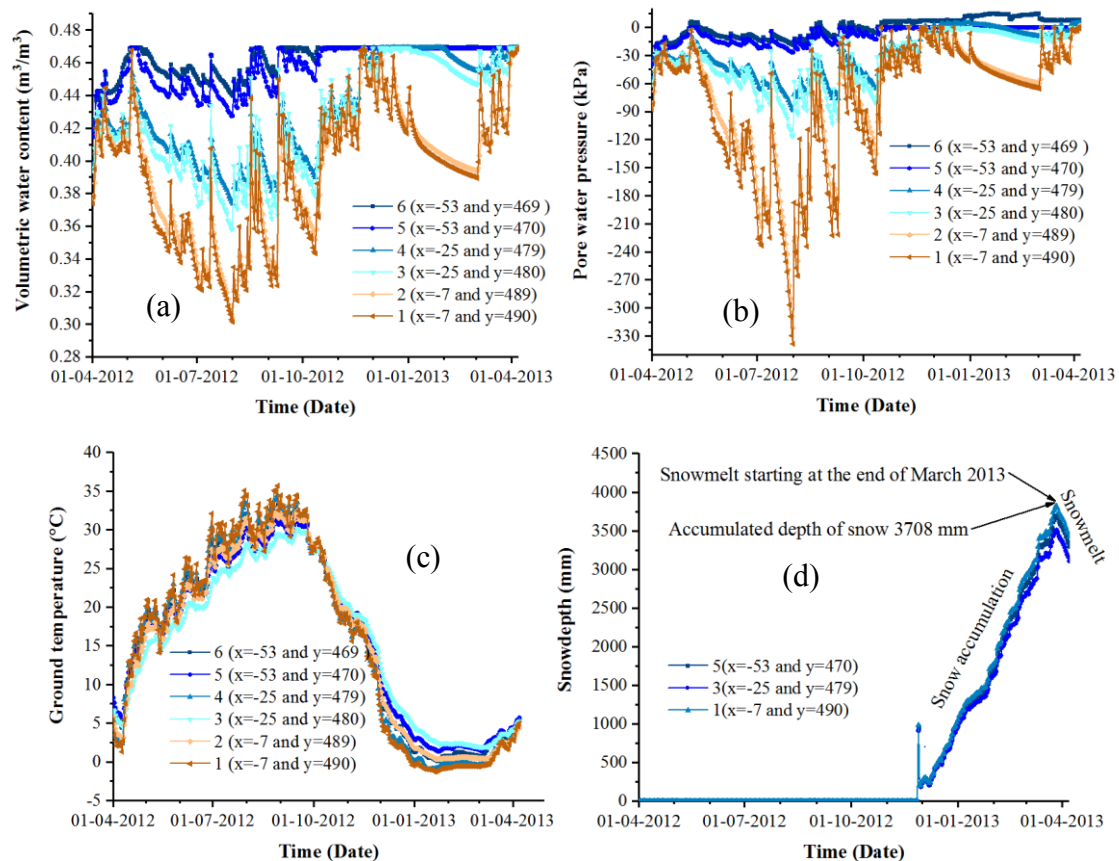 0.48
0.46
0.44
0.42
0.40
0.38
0.36
0.34
0.32
0.30
0.28
Volumetric water content (m³/m³)
6 (x=-53 and y=469 )
5 (x=-53 and y=470)
4 (x=-25 and y=479)
3 (x=-25 and y=480)
2 (x=-7 and y=489)
1 (x=-7 and y=490)
(a)
01-04-2012 01-07-2012 01-10-2012 01-01-2013 01-04-2013
Time (Date)
0
-30
-60
-90
-120
-150
-180
-210
-240
-270
-300
-330
Pore water pressure (kPa)
6 (x=-53 and y=469 )
5 (x=-53 and y=470)
4 (x=-25 and y=479)
3 (x=-25 and y=480)
2 (x=-7 and y=489)
1 (x=-7 and y=490)
(b)
01-04-2012 01-07-2012 01-10-2012 01-01-2013 01-04-2013
Time (Date)
40
35
30
25
20
15
10
5
0
-5
Ground temperature (°C)
(c)
6 (x=-53 and y=469
5 (x=-53 and y=470)
4 (x=-25 and y=479)
3 (x=-25 and y=480)
2 (x=-7 and y=489)
1 (x=-7 and y=490)
01-04-2012 01-07-2012 01-10-2012 01-01-2013 01-04-2013
Time (Date)
4500
4000
3500
3000
2500
2000
1500
1000
500
0
Snowdepth (mm)
Snowmelt starting at the end of March 2013
Accumulated depth of snow 3708 mm
Snowmelt
Snow accumulation
(d)
5(x=-53 and y=470)
3(x=-25 and y=479)
1(x=-7 and y=490)
01-04-2012 01-07-2012 01-10-2012 01-01-2013 01-04-2013
Time (Date)